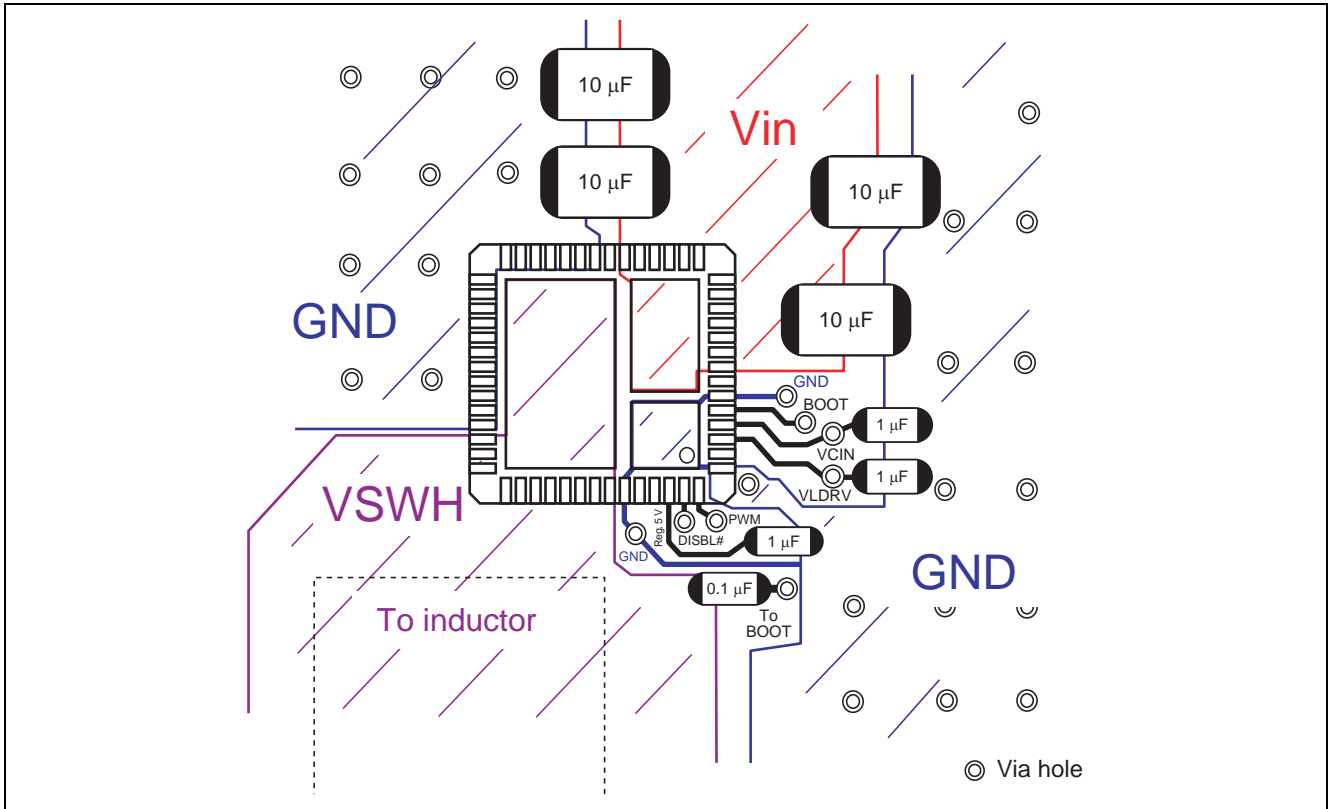 10 µF
10 µF
Vin
10 µF
10 µF
GND
GND
BOOT
1 µF
VCIN
1 µF
VLDRV
VSWH
Reg. 5 V
PWM
DISBL#
GND
1 µF
GND
0.1 µF
To
BOOT
To inductor
Via hole